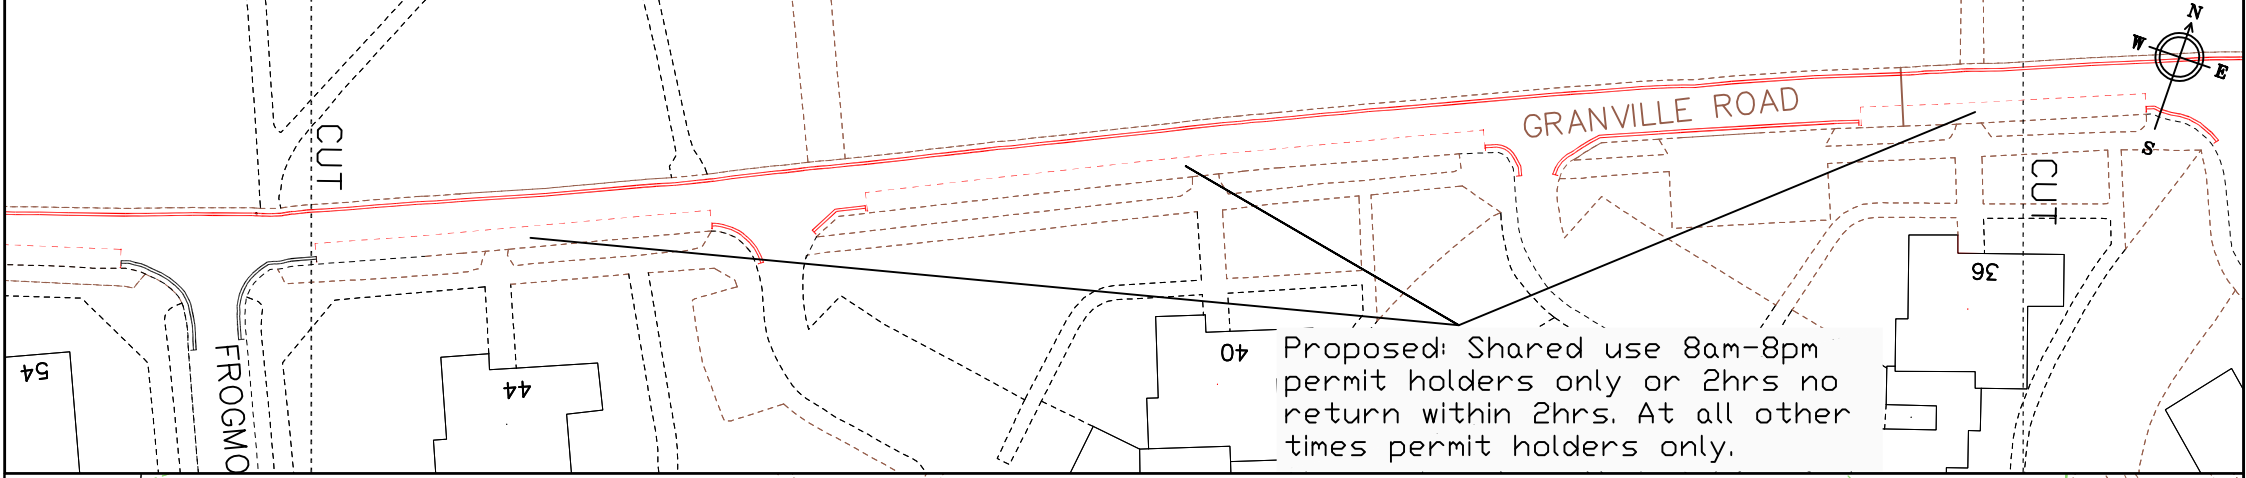 N
W
E
S
GRANVILLE ROAD
CUT
CUT
36
54
FROGMO
44
40
Proposed: Shared use 8am-8pm
permit holders only or 2hrs no
return within 2hrs. At all other
times permit holders only.